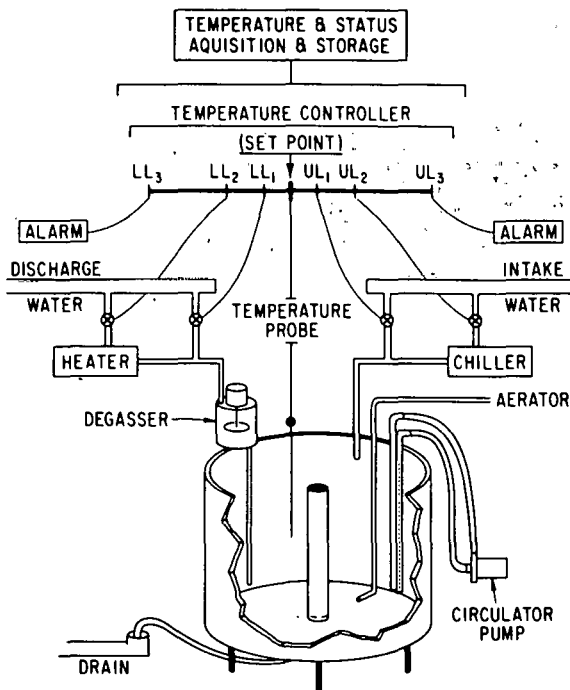 TEMPERATURE & STATUS
AQUISITION & STORAGE
TEMPERATURE CONTROLLER
(SET POINT)
LL3 LL2 LL1 UL1 UL2 UL3
ALARM ALARM
DISCHARGE INTAKE
WATER WATER
TEMPERATURE
PROBE
HEATER CHILLER
DEGASSER
AERATOR
CIRCULATOR
PUMP
DRAIN